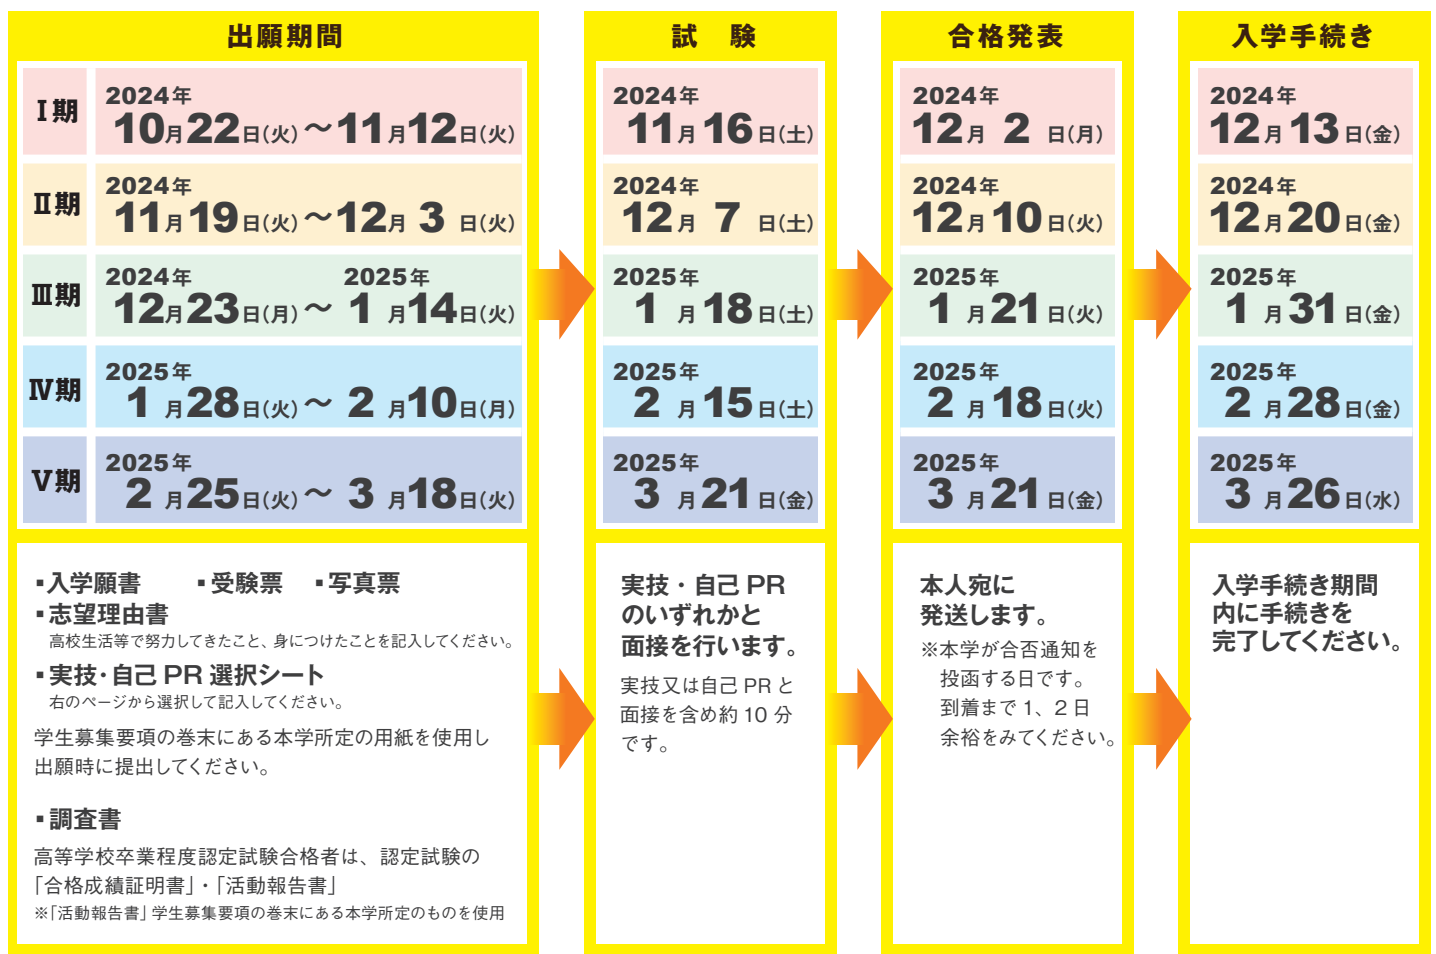 出願期間
試　験
合格発表
入学手続き
Ⅰ期
2024年
10月22日(火)～11月12日(火)
2024年
11月16日(土)
2024年
12月 2 日(月)
2024年
12月13日(金)
Ⅱ期
2024年
11月19日(火)～12月 3 日(火)
2024年
12月 7 日(土)
2024年
12月10日(火)
2024年
12月20日(金)
Ⅲ期
2024年 2025年
12月23日(月)～ 1 月14日(火)
2025年
1 月18日(土)
2025年
1 月21日(火)
2025年
1 月31日(金)
Ⅳ期
2025年
1 月28日(火)～ 2 月10日(月)
2025年
2 月15日(土)
2025年
2 月18日(火)
2025年
2 月28日(金)
Ⅴ期
2025年
2 月25日(火)～ 3 月18日(火)
2025年
3 月21日(金)
2025年
3 月21日(金)
2025年
3 月26日(水)
▪入学願書　▪受験票　▪写真票
▪志望理由書
高校生活等で努力してきたこと、身につけたことを記入してください。
▪実技・自己 PR 選択シート
右のページから選択して記入してください。
学生募集要項の巻末にある本学所定の用紙を使用し
出願時に提出してください。
▪調査書
高等学校卒業程度認定試験合格者は、認定試験の
「合格成績証明書」・「活動報告書」
※「活動報告書」学生募集要項の巻末にある本学所定のものを使用
実技・自己 PR
のいずれかと
面接を行います。
実技又は自己 PR と
面接を含め約 10 分
です。
本人宛に
発送します。
※本学が合否通知を
投函する日です。
到着まで 1、2 日
余裕をみてください。
入学手続き期間
内に手続きを
完了してください。